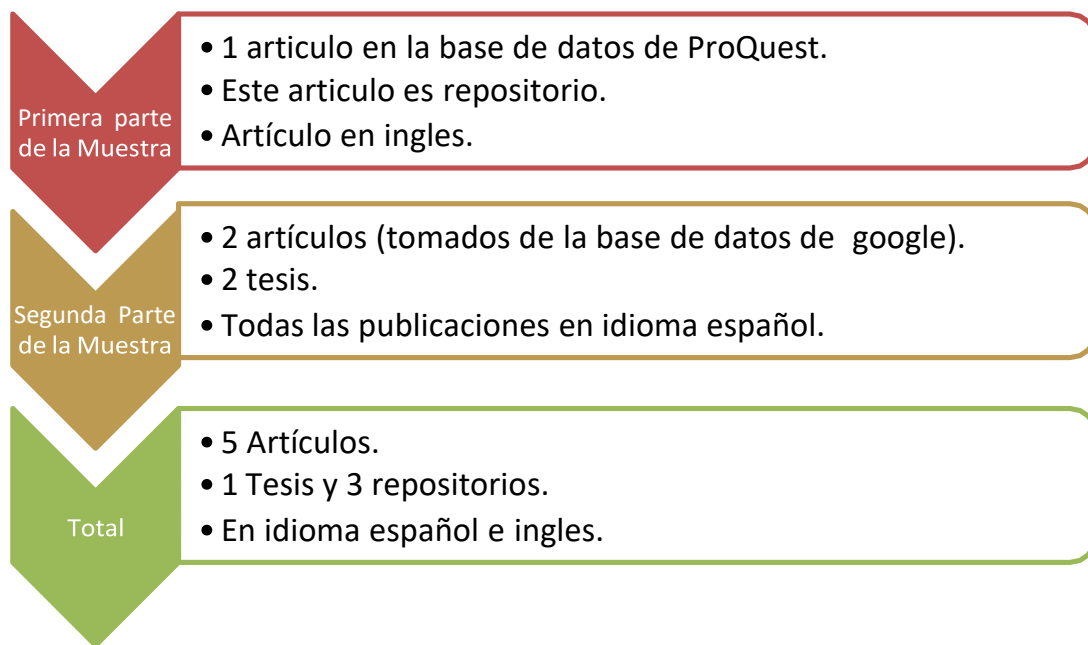 Primera parte
de la Muestra
• 1 articulo en la base de datos de ProQuest.
• Este articulo es repositorio.
• Artículo en ingles.
Segunda Parte
de la Muestra
• 2 artículos (tomados de la base de datos de google).
• 2 tesis.
• Todas las publicaciones en idioma español.
Total
• 5 Artículos.
• 1 Tesis y 3 repositorios.
• En idioma español e ingles.